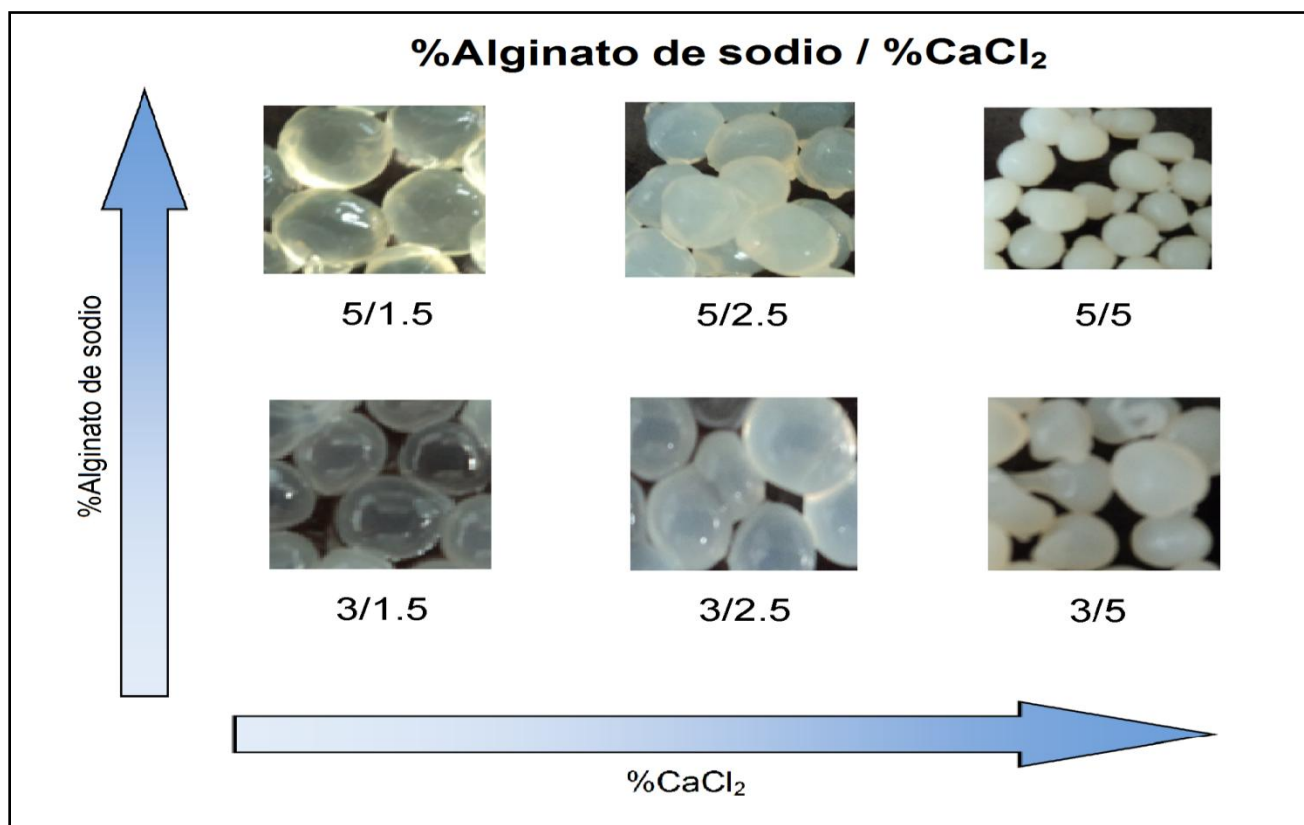 %Alginato de sodio / %CaCl₂
%Alginato de sodio
5/1.5
5/2.5
5/5
3/1.5
3/2.5
3/5
%CaCl₂